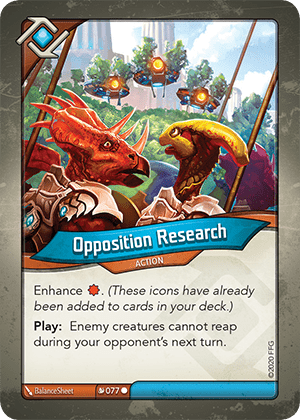 Opposition Research
ACTION
Enhance . (These icons have already
been added to cards in your deck.)
Play: Enemy creatures cannot reap
during your opponent's next turn.
BalanceSheet
077
©2020 FFG